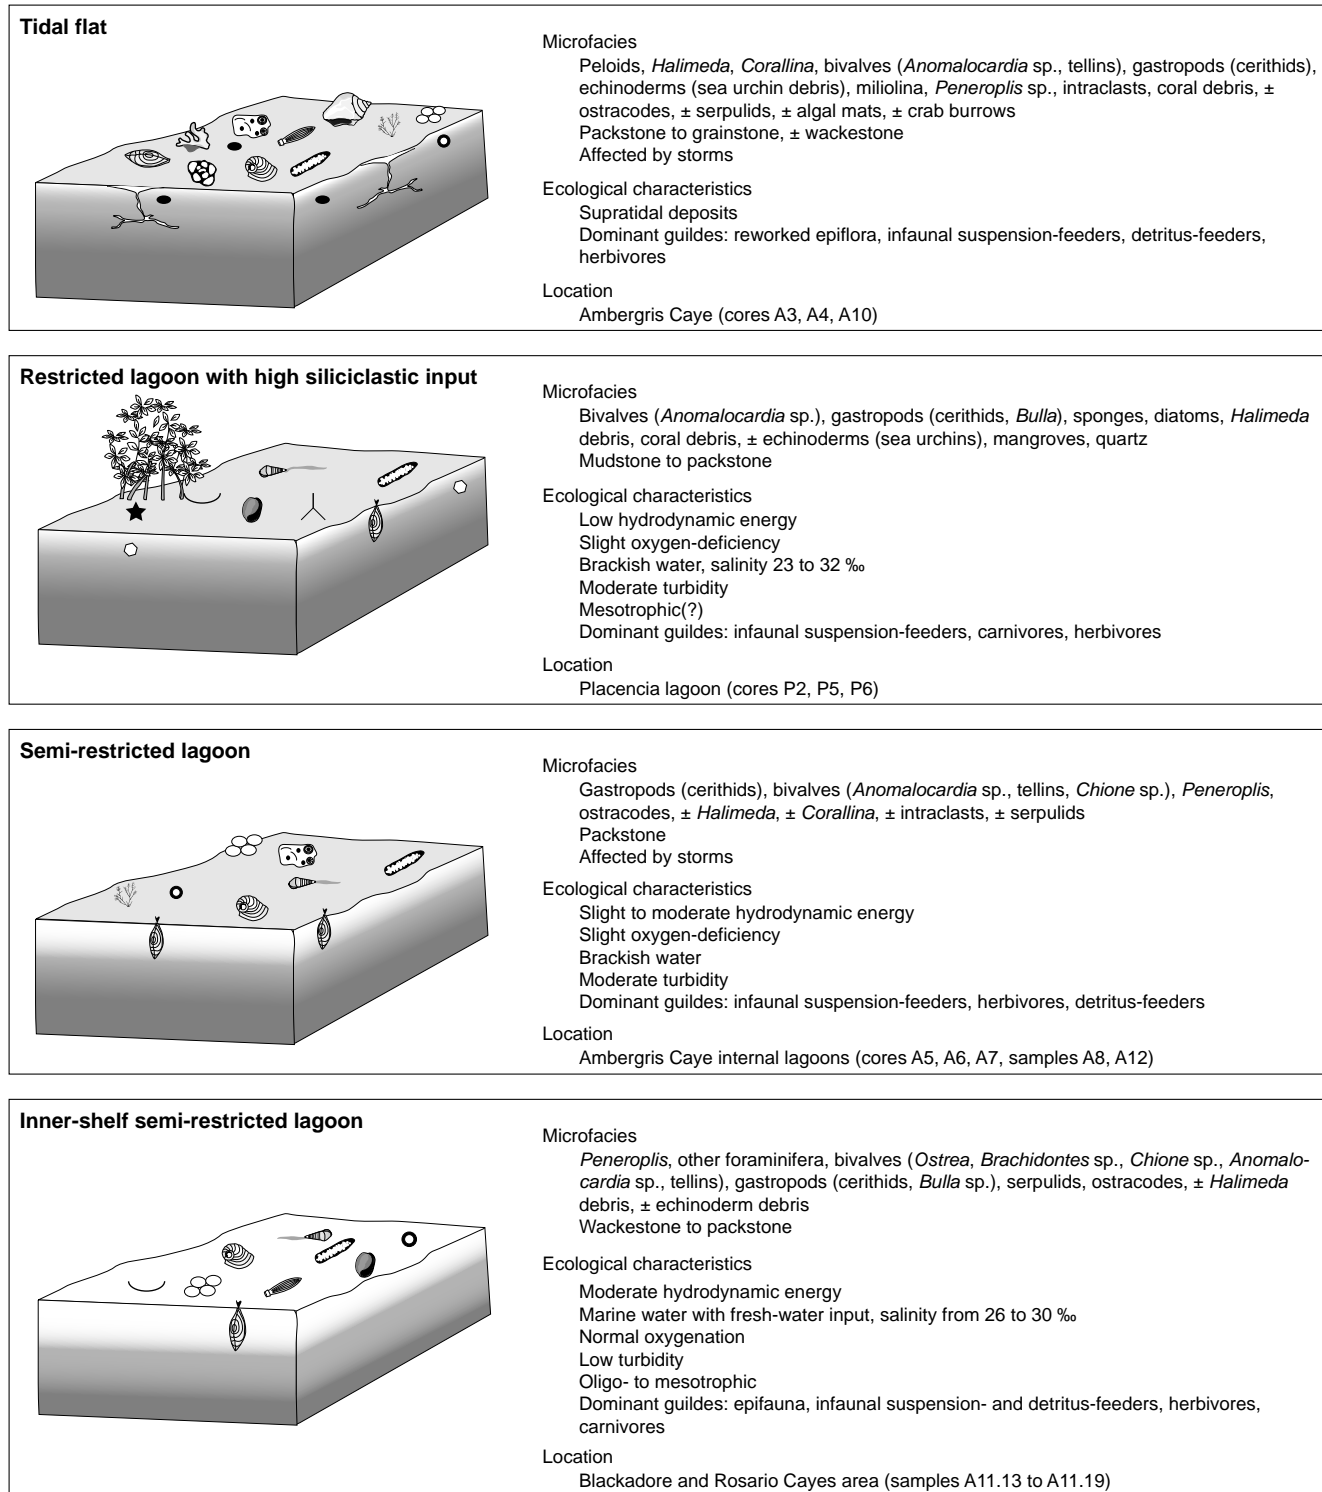 Tidal flat
Microfacies
Peloids, Halimeda, Corallina, bivalves (Anomalocardia sp., tellins), gastropods (cerithids),
echinoderms (sea urchin debris), miliolina, Peneroplis sp., intraclasts, coral debris, ±
ostracodes, ± serpulids, ± algal mats, ± crab burrows
Packstone to grainstone, ± wackestone
Affected by storms
Ecological characteristics
Supratidal deposits
Dominant guildes: reworked epiflora, infaunal suspension-feeders, detritus-feeders,
herbivores
Location
Ambergris Caye (cores A3, A4, A10)
Restricted lagoon with high siliciclastic input
Microfacies
Bivalves (Anomalocardia sp.), gastropods (cerithids, Bulla), sponges, diatoms, Halimeda
debris, coral debris, ± echinoderms (sea urchins), mangroves, quartz
Mudstone to packstone
Ecological characteristics
Low hydrodynamic energy
Slight oxygen-deficiency
Brackish water, salinity 23 to 32 ‰
Moderate turbidity
Mesotrophic(?)
Dominant guildes: infaunal suspension-feeders, carnivores, herbivores
Location
Placencia lagoon (cores P2, P5, P6)
Semi-restricted lagoon
Microfacies
Gastropods (cerithids), bivalves (Anomalocardia sp., tellins, Chione sp.), Peneroplis,
ostracodes, ± Halimeda, ± Corallina, ± intraclasts, ± serpulids
Packstone
Affected by storms
Ecological characteristics
Slight to moderate hydrodynamic energy
Slight oxygen-deficiency
Brackish water
Moderate turbidity
Dominant guildes: infaunal suspension-feeders, herbivores, detritus-feeders
Location
Ambergris Caye internal lagoons (cores A5, A6, A7, samples A8, A12)
Inner-shelf semi-restricted lagoon
Microfacies
Peneroplis, other foraminifera, bivalves (Ostrea, Brachidontes sp., Chione sp., Anomalo-
cardia sp., tellins), gastropods (cerithids, Bulla sp.), serpulids, ostracodes, ± Halimeda
debris, ± echinoderm debris
Wackestone to packstone
Ecological characteristics
Moderate hydrodynamic energy
Marine water with fresh-water input, salinity from 26 to 30 ‰
Normal oxygenation
Low turbidity
Oligo- to mesotrophic
Dominant guildes: epifauna, infaunal suspension- and detritus-feeders, herbivores,
carnivores
Location
Blackadore and Rosario Cayes area (samples A11.13 to A11.19)